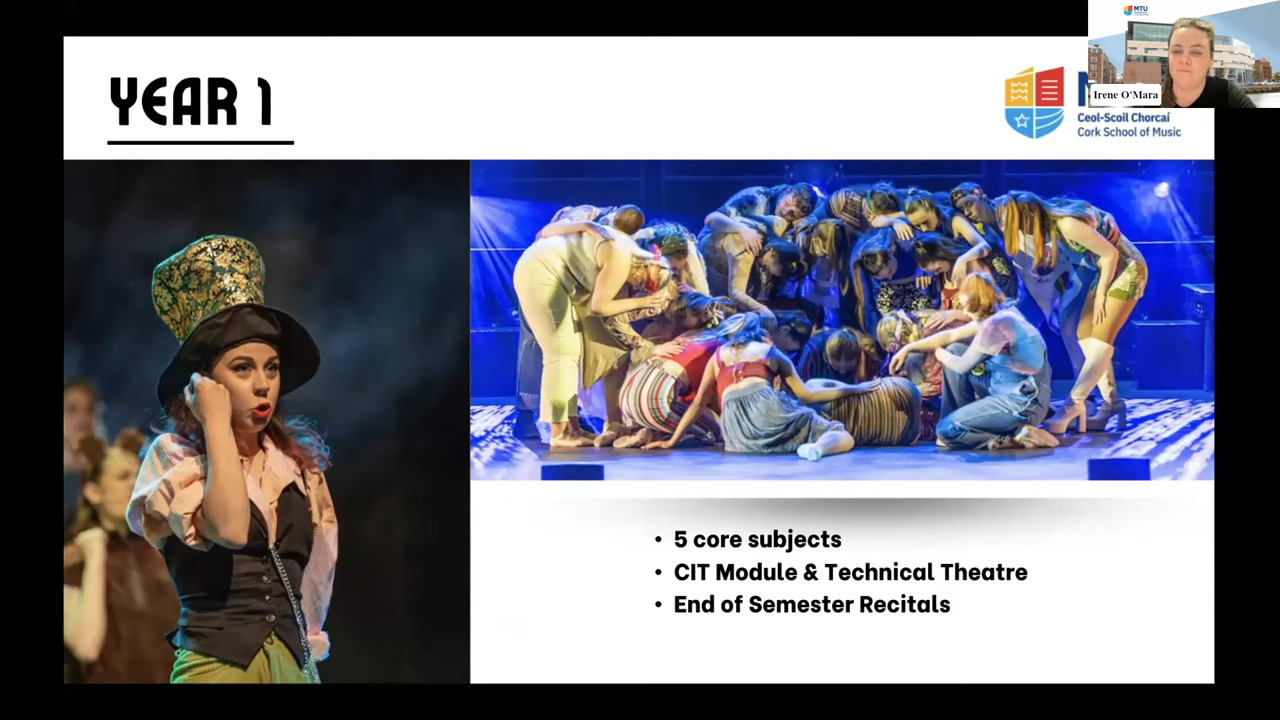 YEAR 1
MTU
Irene O'Mara
Ceol-Scoil Chorcaí
Cork School of Music
• 5 core subjects
• CIT Module & Technical Theatre
• End of Semester Recitals